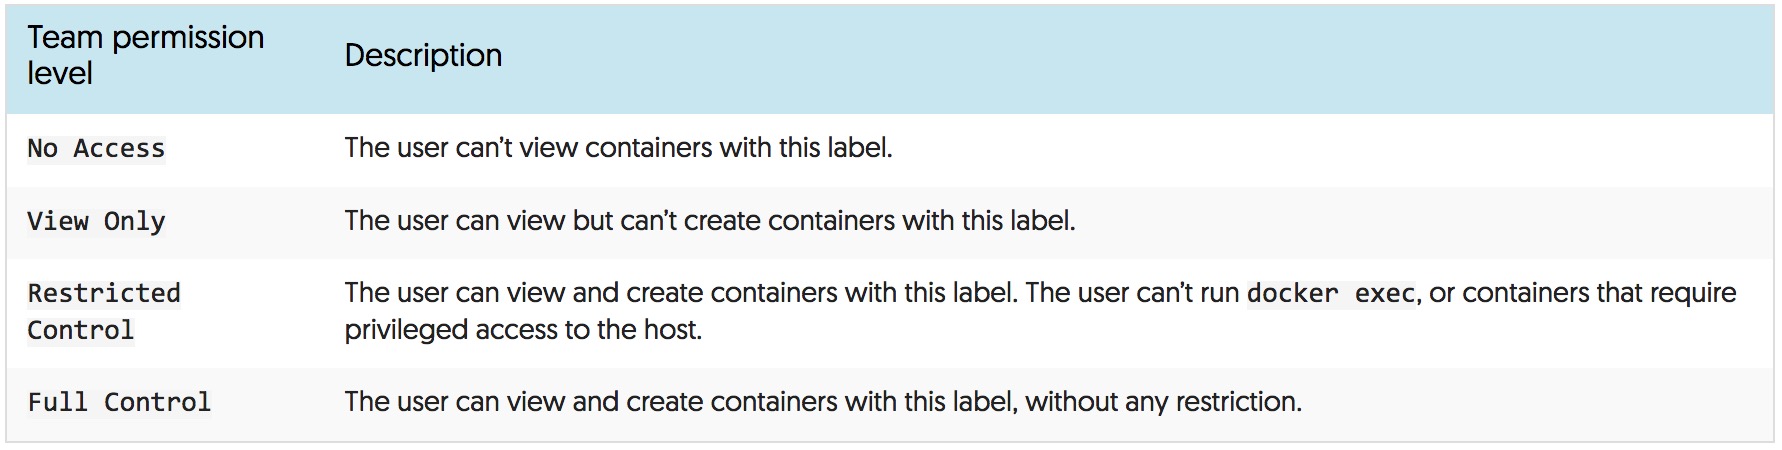 Team permission level
Description
No Access
The user can’t view containers with this label.
View Only
The user can view but can’t create containers with this label.
Restricted
Control
The user can view and create containers with this label. The user can’t run docker exec, or containers that require
privileged access to the host.
Full Control
The user can view and create containers with this label, without any restriction.